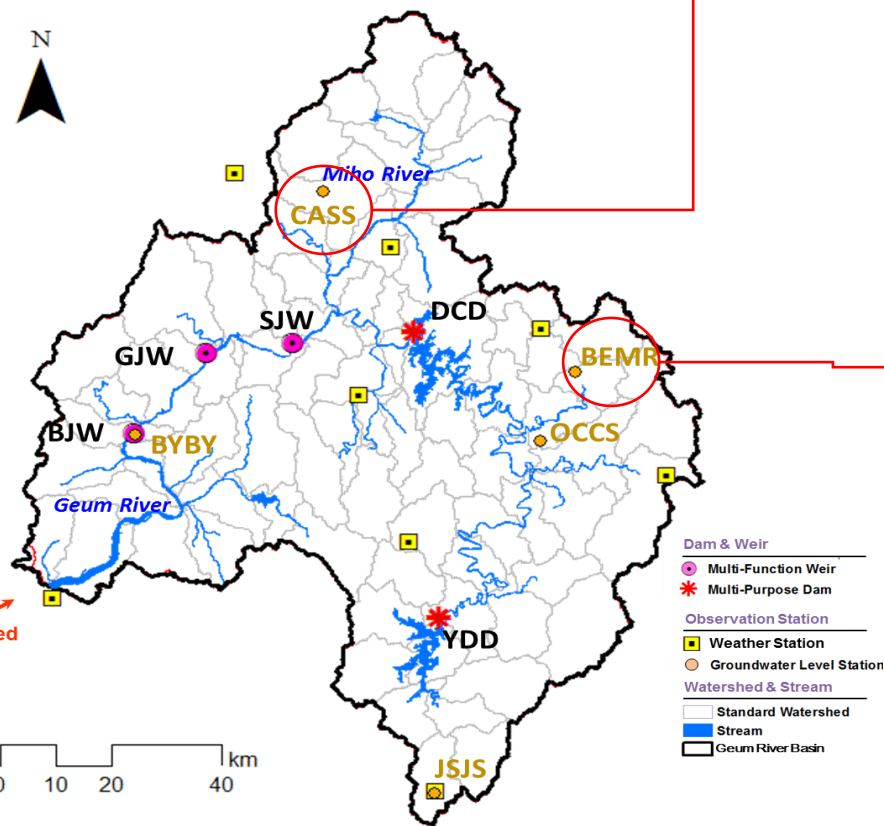 N
Miho River
CASS
DCD
SJW
GJW
BEMR
BJW
BYBY
OCCS
Geum River
ed
YDD
JSJS
Dam & Weir
Multi-Function Weir
Multi-Purpose Dam
Observation Station
Weather Station
Groundwater Level Station
Watershed & Stream
Standard Watershed
Stream
Geum River Basin
km
0 10 20 40